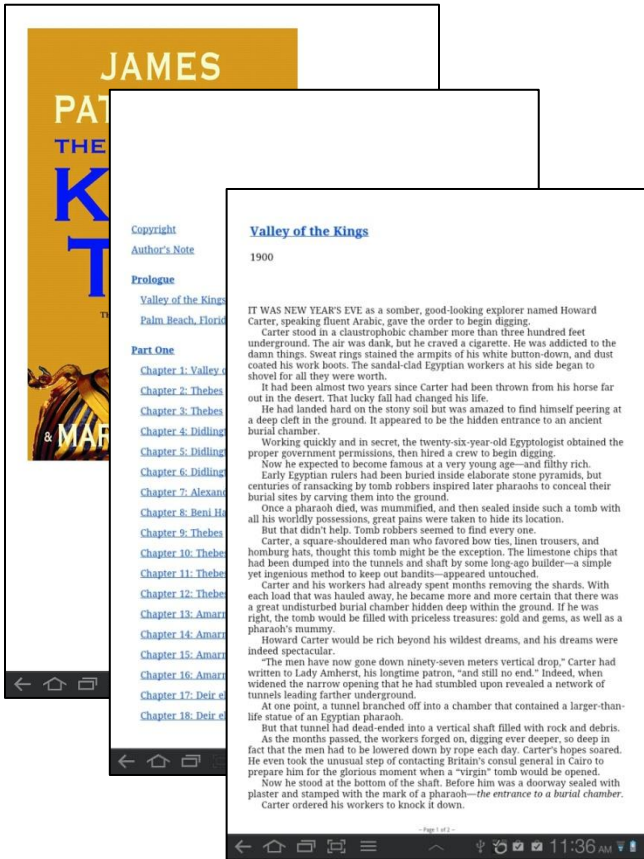 JAMES
THE
K
T
& MAR
Copyright
Author's Note
Prologue
Valley of the Kings
Palm Beach, Florid
Part One
Chapter 1: Valley o
Chapter 2: Thebes
Chapter 3: Thebes
Chapter 4: Didlingt
Chapter 5: Didlingt
Chapter 6: Didlingt
Chapter 7: Alexand
Chapter 8: Beni Ha
Chapter 9: Thebes
Chapter 10: Thebes
Chapter 11: Thebes
Chapter 12: Thebes
Chapter 13: Amarn
Chapter 14: Amarn
Chapter 15: Amarn
Chapter 16: Amarn
Chapter 17: Deir el
Chapter 18: Deir el
Valley of the Kings
1900
IT WAS NEW YEAR'S EVE as a somber, good-looking explorer named Howard
Carter, speaking fluent Arabic, gave the order to begin digging.
Carter stood in a claustrophobic chamber more than three hundred feet
underground. The air was dank, but he craved a cigarette. He was addicted to the
damn things. Sweat rings stained the armpits of his white button-down, and dust
coated his work boots. The sandal-clad Egyptian workers at his side began to
shovel for all they were worth.
It had been almost two years since Carter had been thrown from his horse far
out in the desert. That lucky fall had changed his life.
He had landed hard on the stony soil but was amazed to find himself peering at
a deep cleft in the ground. It appeared to be the hidden entrance to an ancient
burial chamber.
Working quickly and in secret, the twenty-six-year-old Egyptologist obtained the
proper government permissions, then hired a crew to begin digging.
Now he expected to become famous at a very young age—and filthy rich.
Early Egyptian rulers had been buried inside elaborate stone pyramids, but
centuries of ransacking by tomb robbers inspired later pharaohs to conceal their
burial sites by carving them into the ground.
Once a pharaoh died, was mummified, and then sealed inside such a tomb with
all his worldly possessions, great pains were taken to hide its location.
But that didn't help. Tomb robbers seemed to find every one.
Carter, a square-shouldered man who favored bow ties, linen trousers, and
homburg hats, thought this tomb might be the exception. The limestone chips that
had been dumped into the tunnels and shaft by some long-ago builder—a simple
yet ingenious method to keep out bandits—appeared untouched.
Carter and his workers had already spent months removing the shards. With
each load that was hauled away, he became more and more certain that there was
a great undisturbed burial chamber hidden deep within the ground. If he was
right, the tomb would be filled with priceless treasures: gold and gems, as well as a
pharaoh's mummy.
Howard Carter would be rich beyond his wildest dreams, and his dreams were
indeed spectacular.
“The men have now gone down ninety-seven meters vertical drop,” Carter had
written to Lady Amherst, his longtime patron, “and still no end.” Indeed, when
widened the narrow opening that he had stumbled upon revealed a network of
tunnels leading farther underground.
At one point, a tunnel branched off into a chamber that contained a larger-than-
life statue of an Egyptian pharaoh.
But that tunnel had dead-ended into a vertical shaft filled with rock and debris.
As the months passed, the workers forged on, digging ever deeper, so deep in
fact that the men had to be lowered down by rope each day. Carter's hopes soared.
He even took the unusual step of contacting Britain's consul general in Cairo to
prepare him for the glorious moment when a “virgin” tomb would be opened.
Now he stood at the bottom of the shaft. Before him was a doorway sealed with
plaster and stamped with the mark of a pharaoh—the entrance to a burial chamber.
Carter ordered his workers to knock it down.
-- Page 1 of 2 --
11:36 AM